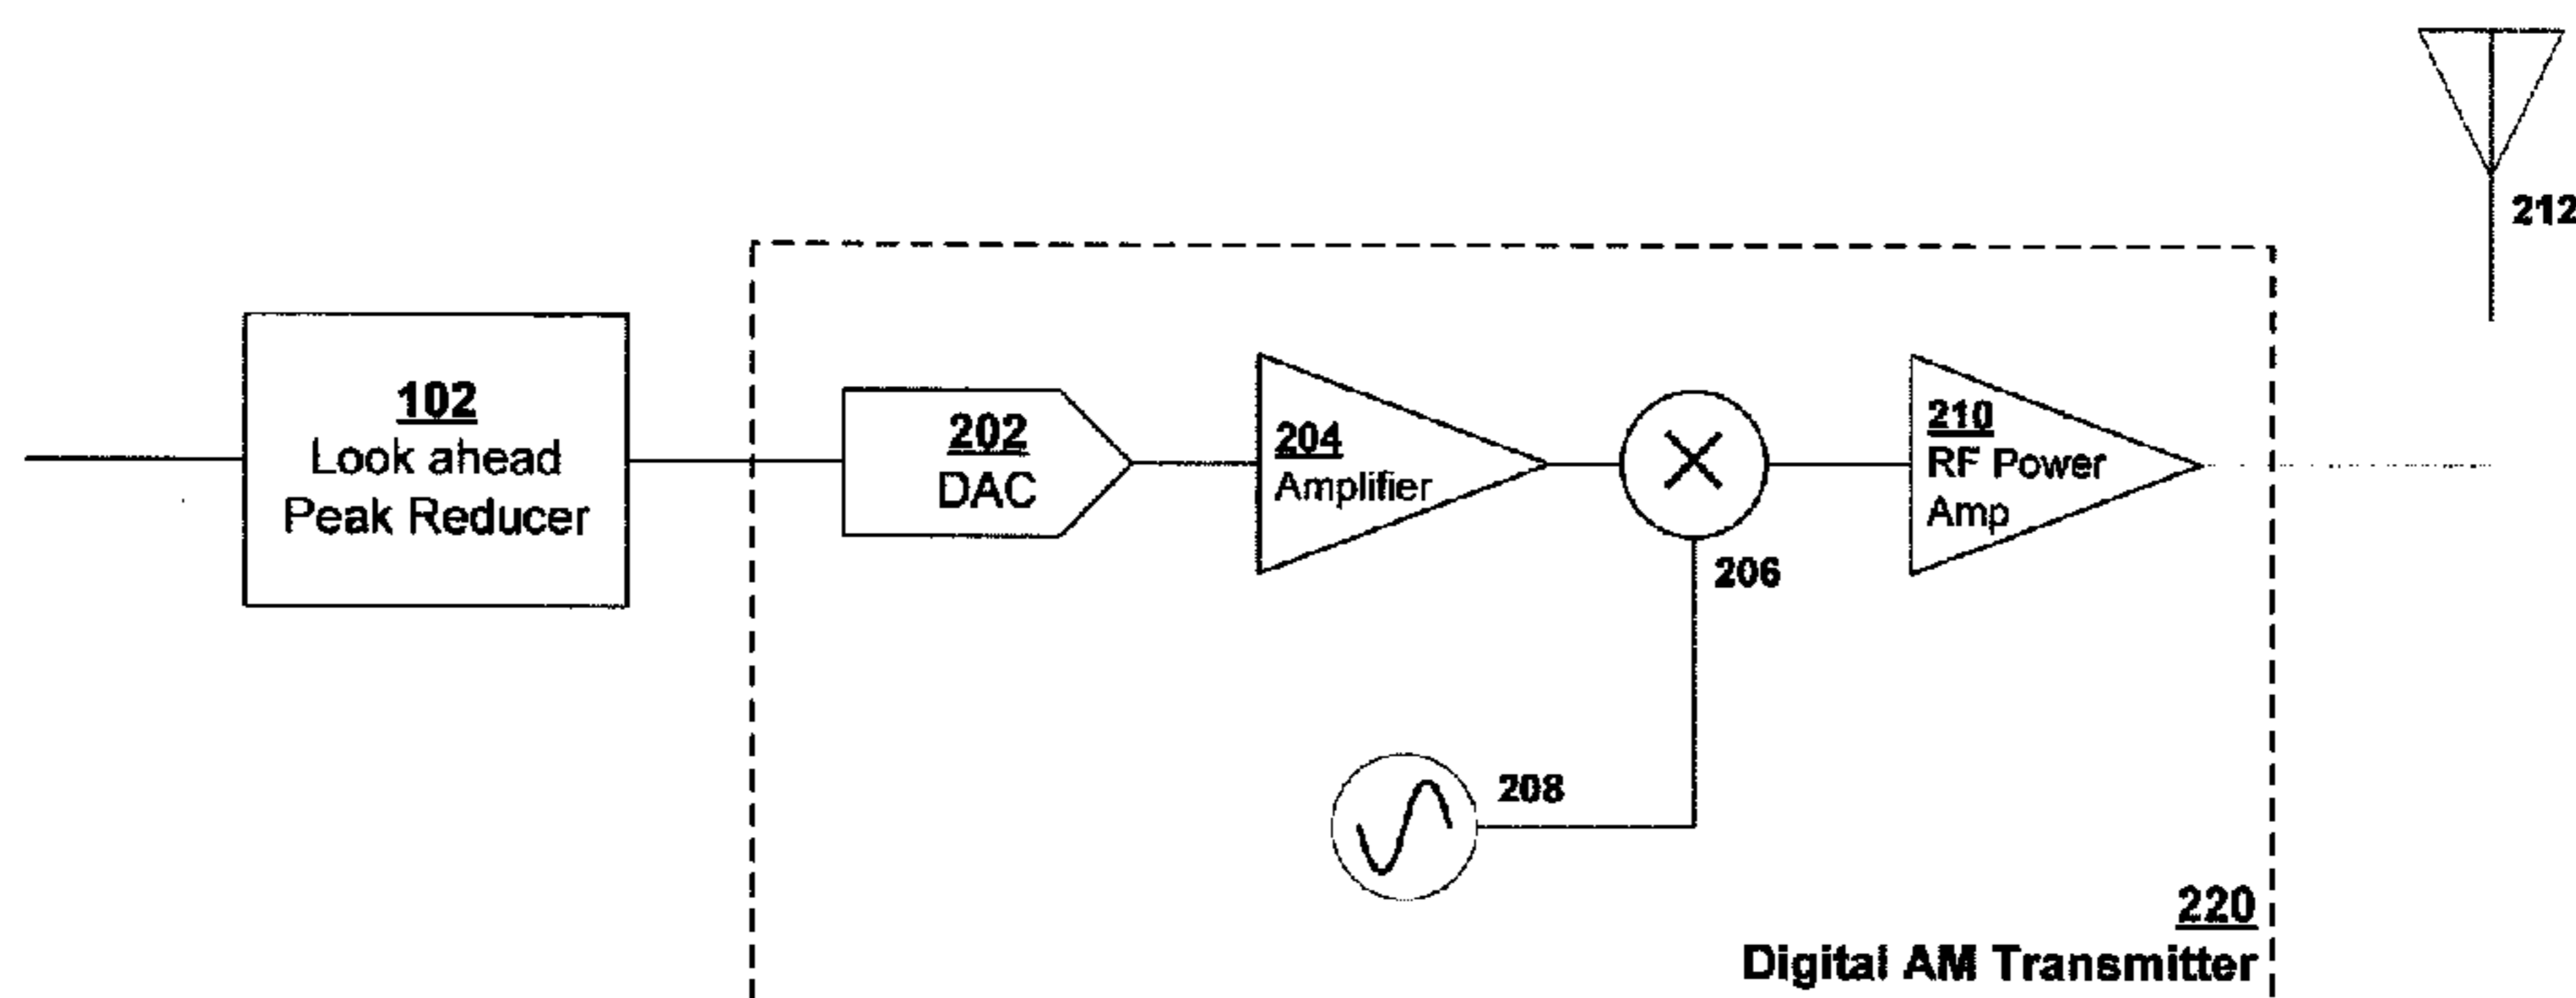 212
102
Look ahead
Peak Reducer
202
DAC
204
Amplifier
206
210
RF Power
Amp
208
220
Digital AM Transmitter